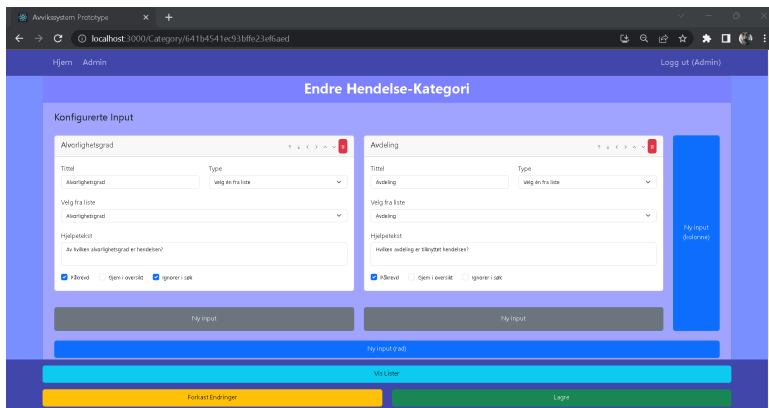 Avvikssystem Prototype
localhost:3000/Category/641b4541ec93bffe23ef6aed
Hjem Admin Logg ut (Admin)
Endre Hendelse-Kategori
Konfigurerte Input
Alvorlighetsgrad
Tittel Type
Alvorlighetsgrad Velg én fra liste
Velg fra liste
Alvorlighetsgrad
Hjelpetekst
Av hvilken alvorlighetsgrad er hendelsen?
Påkrevd Gjem i oversikt Ignorer i søk
Avdeling
Tittel Type
Avdeling Velg én fra liste
Velg fra liste
Avdeling
Hjelpetekst
Hvilken avdeling er tilknyttet hendelsen?
Påkrevd Gjem i oversikt Ignorer i søk
Ny input
(kolonne)
Ny input Ny input
Ny input (rad)
Vis Lister
Forkast Endringer Lagre